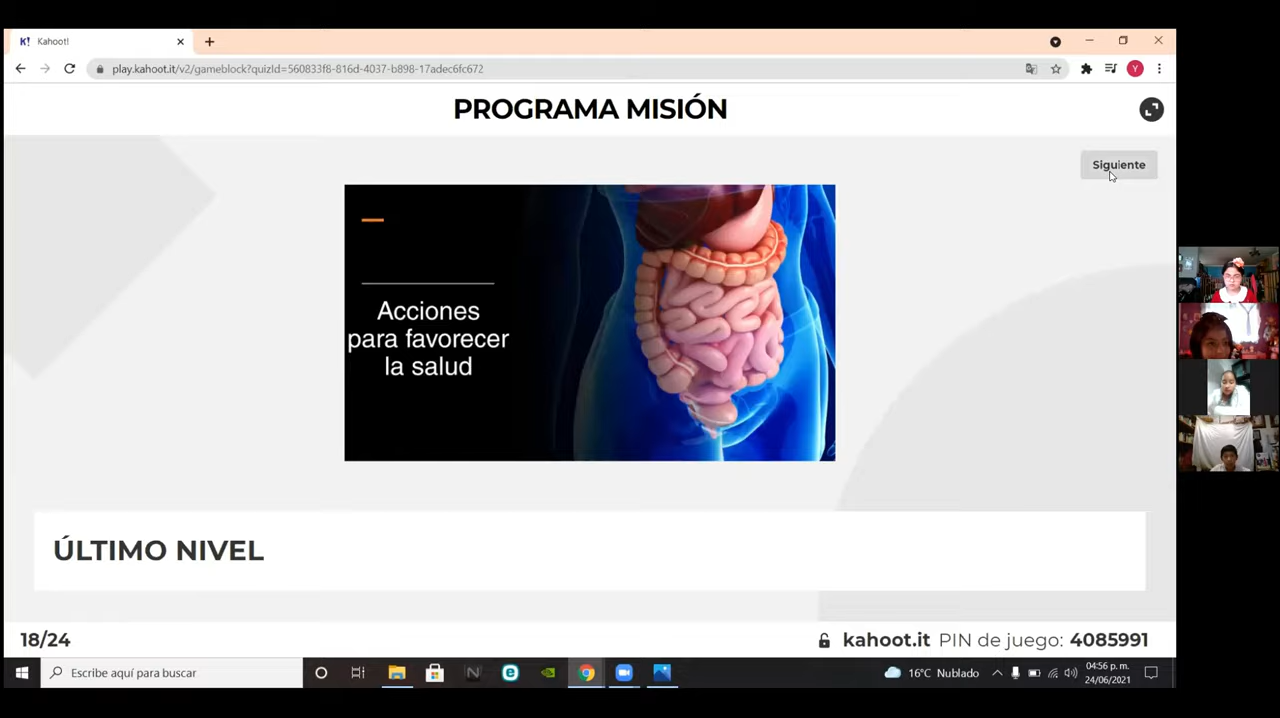 Kahoot!
play.kahoot.it/v2/gameblock?quizId=560833f8-816d-4037-b898-17adec6fc672
Y
PROGRAMA MISIÓN
Siguiente
Acciones
para favorecer
la salud
ÚLTIMO NIVEL
18/24
kahoot.it PIN de juego: 4085991
Escribe aquí para buscar
16°C Nublado
04:56 p. m.
24/06/2021